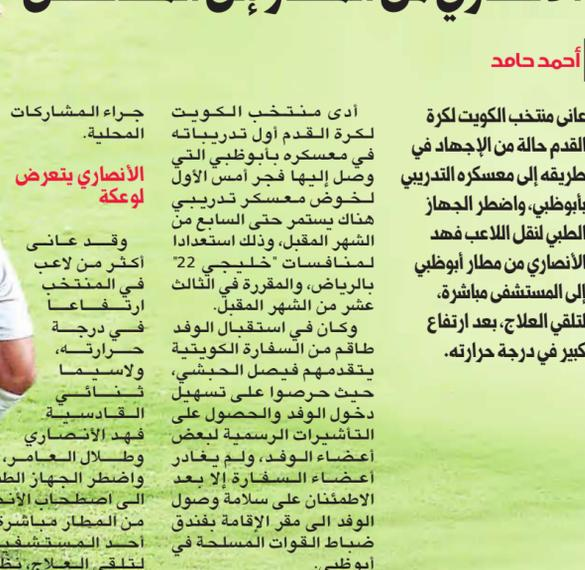 أحمد حامد
عانى منتخب الكويت لكرة
القدم حالة من الإجهاد في
طريقه إلى معسكره التدريبي
بأبوظبي، واضطر الجهاز
الطبي لنقل اللاعب فهد
الأنصاري من مطار أبوظبي
إلى المستشفى مباشرة،
لتلقي العلاج، بعد ارتفاع
كبير في درجة حرارته.
أدى منتخب الكويت
لكرة القدم أول تدريباته
في معسكره بأبوظبي التي
وصل إليها فجر أمس الأول
لخوض معسكر تدريبي
هناك يستمر حتى السابع من
الشهر المقبل، وذلك استعدادا
لمنافسات "خليجي 22"
بالرياض، والمقررة في الثالث
عشر من الشهر المقبل.
وكان في استقبال الوفد
طاقم من السفارة الكويتية
يتقدمهم فيصل الحبشي،
حيث حرصوا على تسهيل
دخول الوفد والحصول على
التأشيرات الرسمية لبعض
أعضاء الوفد، ولم يغادر
أعضاء السفارة إلا بعد
الاطمئنان على سلامة وصول
الوفد الى مقر الإقامة بفندق
ضباط القوات المسلحة في
أبوظبي.
جراء المشاركات
المحلية.
الأنصاري يتعرض
لوعكة
وقد عانى
أكثر من لاعب
في المنتخب
ارتفاعا
في درجة
حرارته،
ولاسيما
ثنائي
القادسية
فهد الأنصاري
وطلال العامر،
واضطر الجهاز
الى اصطحاب
من المطار مباشرة
أحد
لتلقي العلاج،